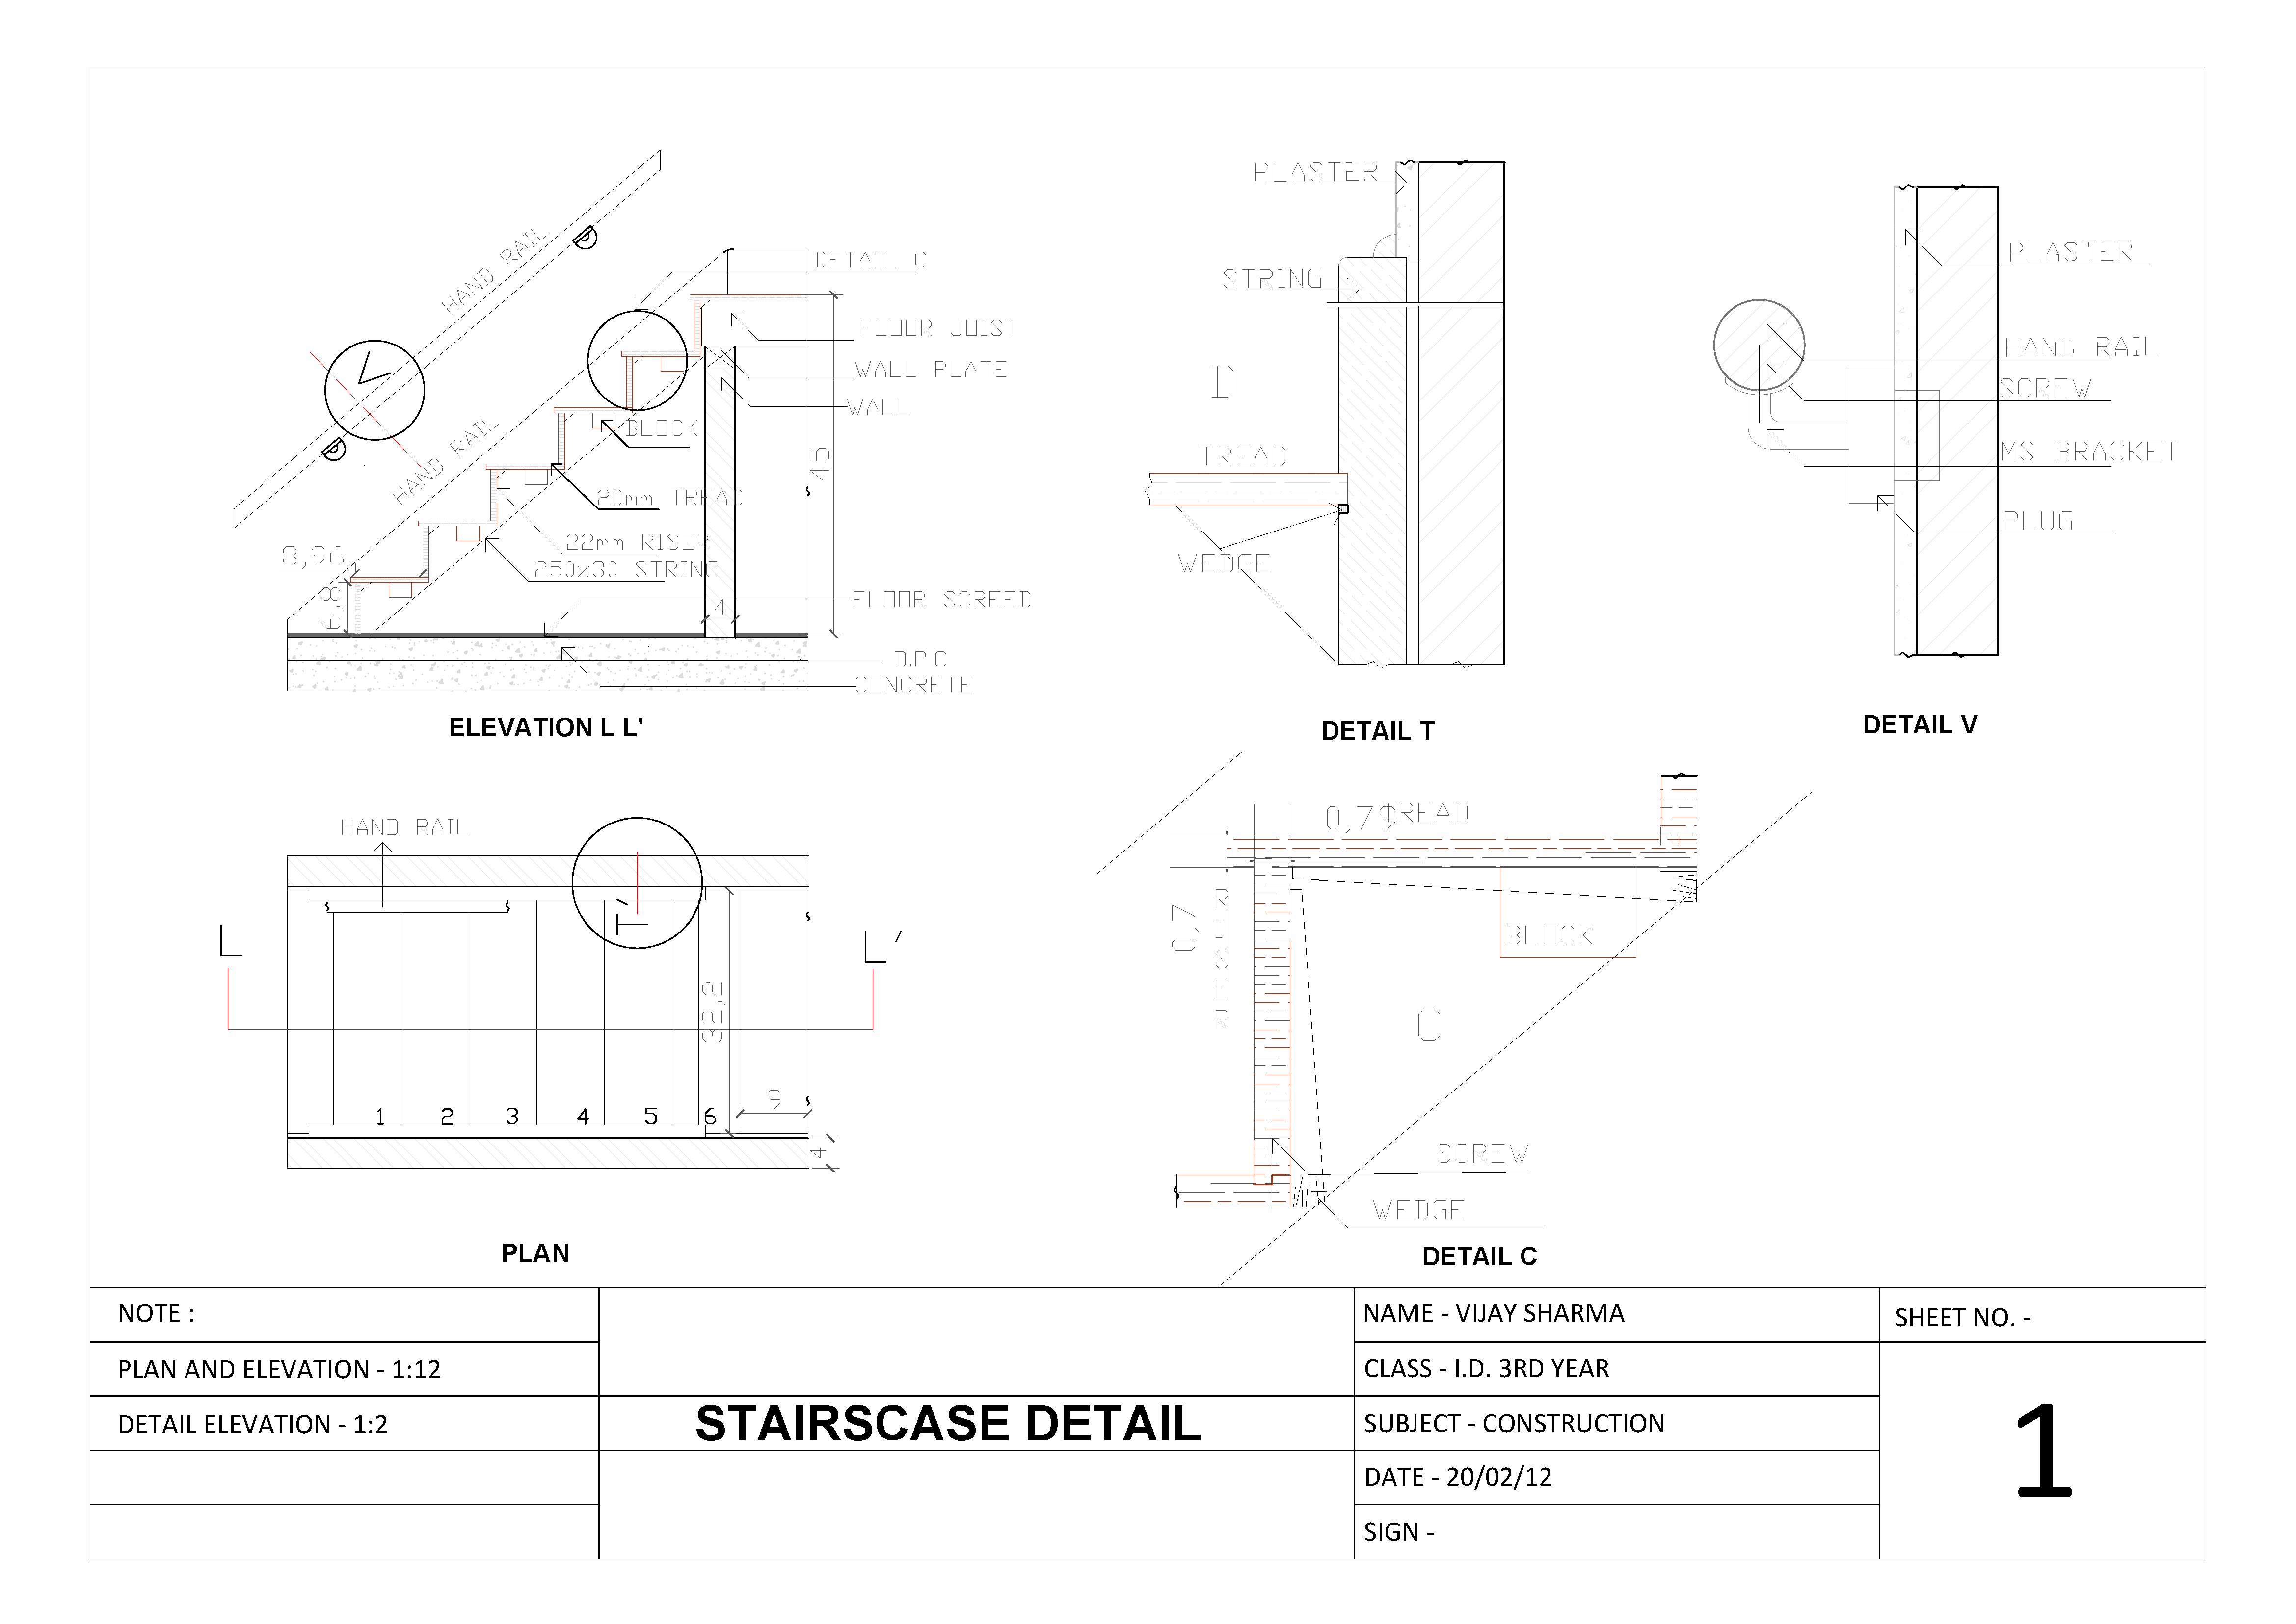 HAND RAIL
V
HAND RAIL
DETAIL C
FLOOR JOIST
WALL PLATE
WALL
BLOCK
45
20mm TREAD
22mm RISER
250x30 STRING
8,96
6,8
4
FLOOR SCREED
D.P.C
CONCRETE
ELEVATION L L'
PLASTER
STRING
D
TREAD
WEDGE
DETAIL T
PLASTER
HAND RAIL
SCREW
MS BRACKET
PLUG
DETAIL V
HAND RAIL
T'
L
L'
32,2
9
1 2 3 4 5 6
4
PLAN
0,79
TREAD
0,7
RISER
BLOCK
C
SCREW
WEDGE
DETAIL C
NOTE :
PLAN AND ELEVATION - 1:12
DETAIL ELEVATION - 1:2
STAIRSCASE DETAIL
NAME - VIJAY SHARMA
CLASS - I.D. 3RD YEAR
SUBJECT - CONSTRUCTION
DATE - 20/02/12
SIGN -
SHEET NO. -
1